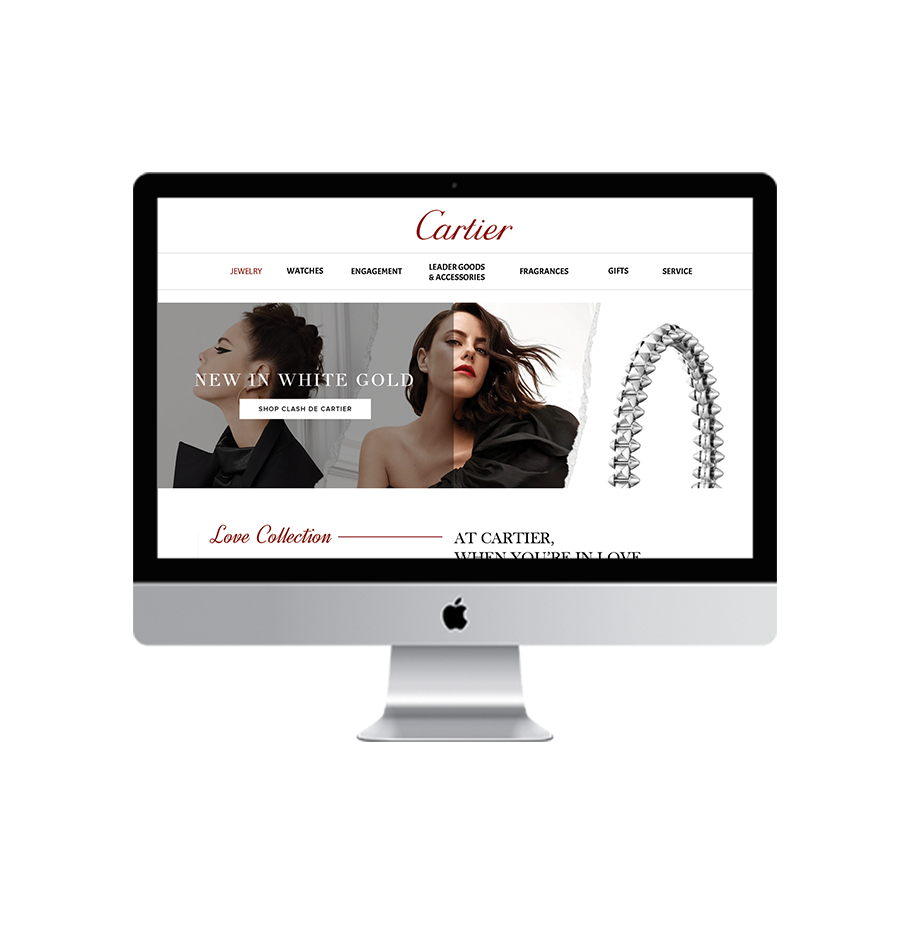 Cartier
JEWELRY
WATCHES
ENGAGEMENT
LEADER GOODS
& ACCESSORIES
FRAGRANCES
GIFTS
SERVICE
NEW IN WHITE GOLD
SHOP CLASH DE CARTIER
Love Collection
AT CARTIER,
WHEN YOU'RE IN LOVE